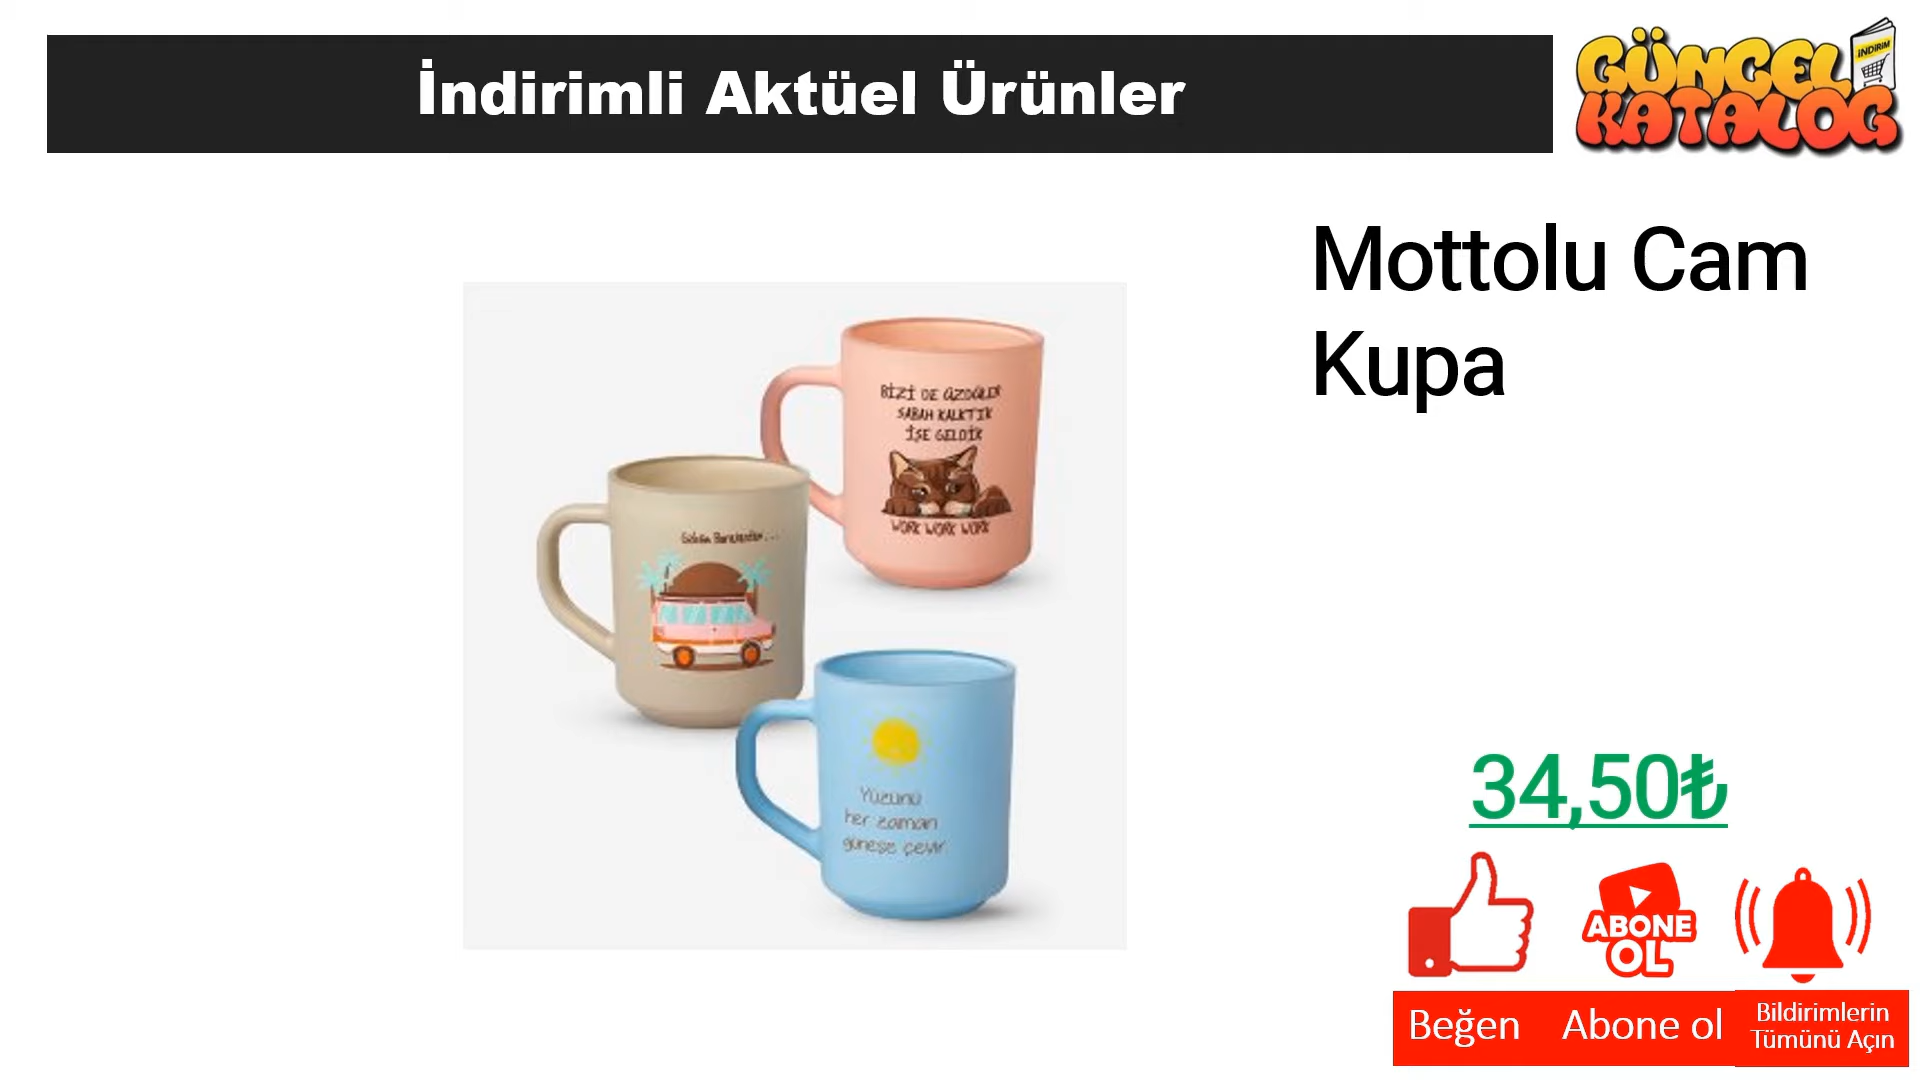 İndirimli Aktüel Ürünler
GÜNCEL
KATALOG
İNDİRİM
Mottolu Cam
Kupa
BİZİ DE ÜZDÜLER
SABAH KALKTIK
İŞE GELDİK
WORK WORK WORK
Yüzünü
her zaman
güneşe çevir
34,50₺
ABONE
OL
Beğen
Abone ol
Bildirimlerin
Tümünü Açın